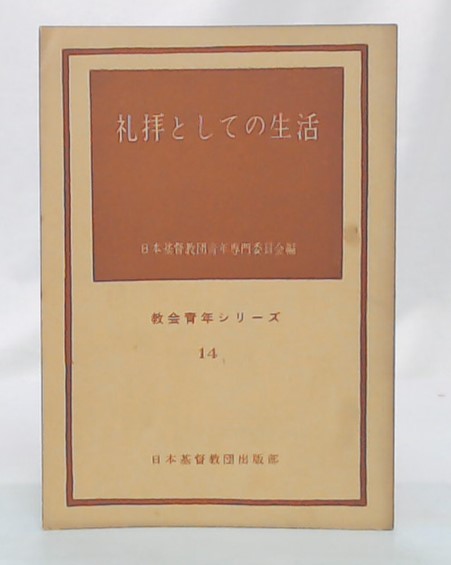 礼拝としての生活
日本基督教団青年専門委員会編
教会青年シリーズ
14
日本基督教団出版部